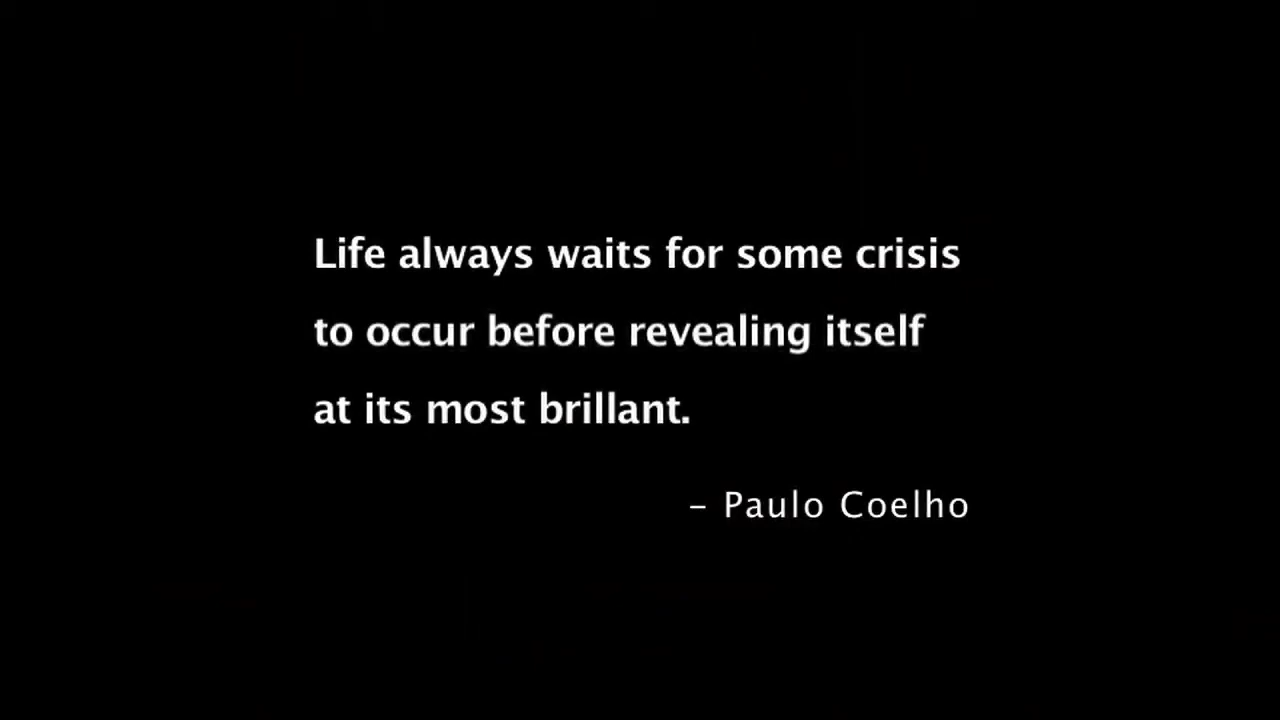 Life always waits for some crisis
to occur before revealing itself
at its most brillant.
– Paulo Coelho